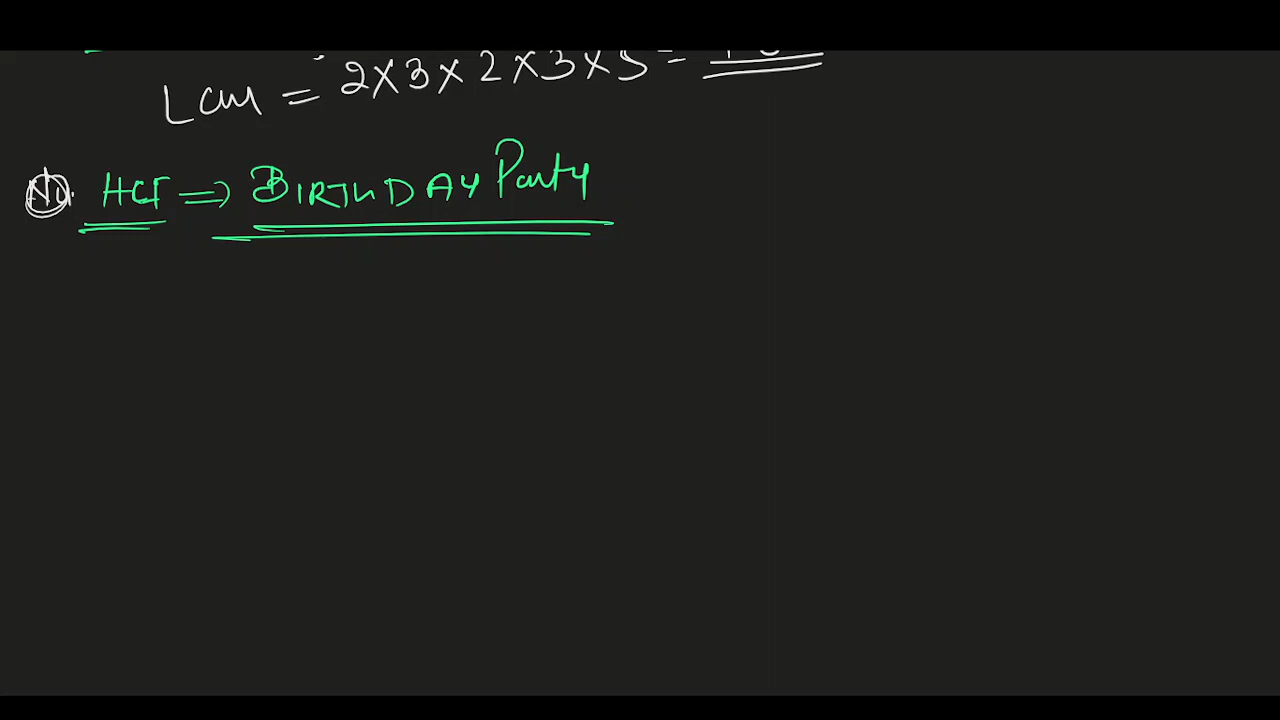 LCM = 2×3×2×3×5 =
HCF ⇒ BIRTHDAY Party